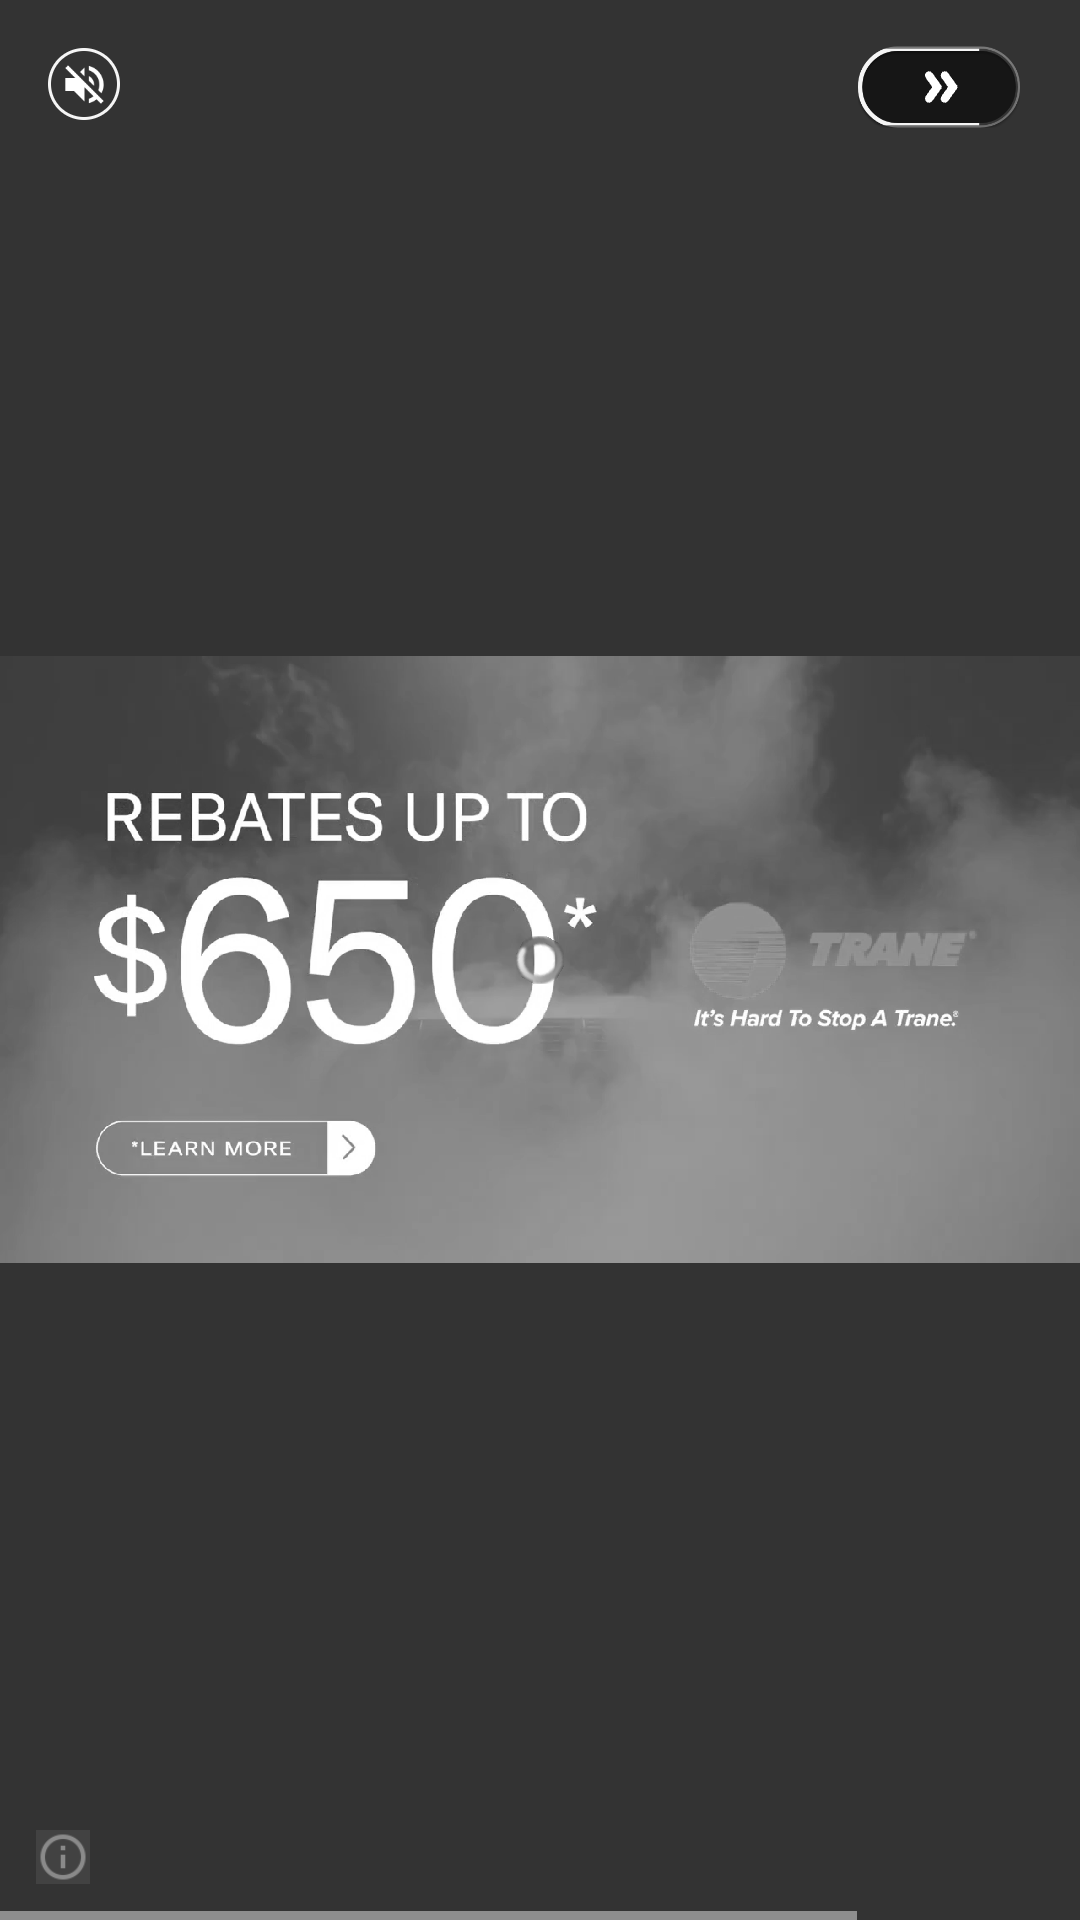 REBATES UP TO
$650*
TRANE®
It's Hard To Stop A Trane.®
*LEARN MORE